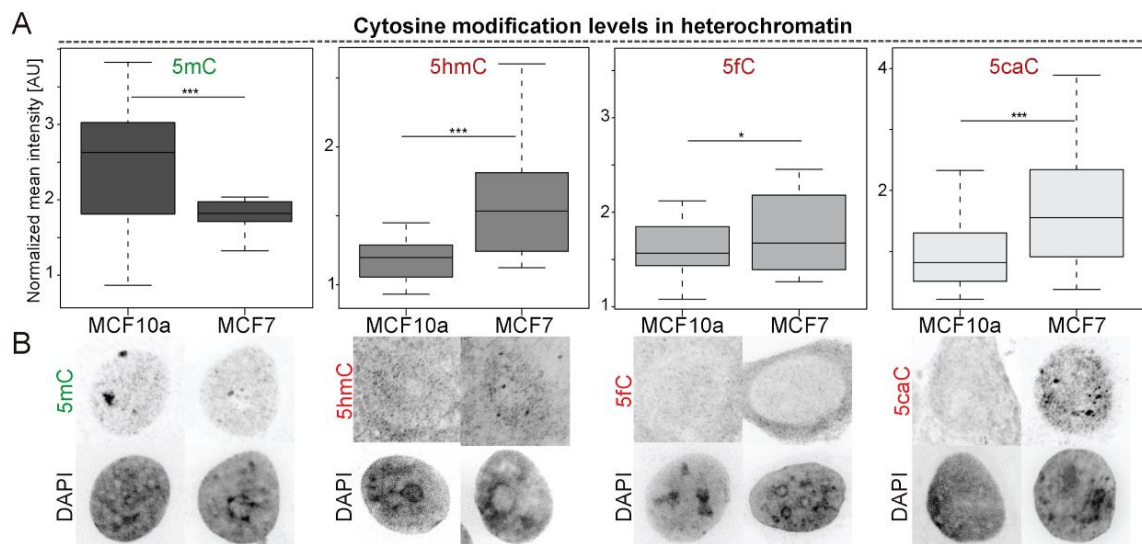 A
Cytosine modification levels in heterochromatin
Normalized mean intensity [AU]
5mC
***
3
2
1
MCF10a MCF7
5hmC
***
2
1
MCF10a MCF7
5fC
*
3
2
1
MCF10a MCF7
5caC
***
4
2
MCF10a MCF7
B
5mC
DAPI
5hmC
DAPI
5fC
DAPI
5caC
DAPI